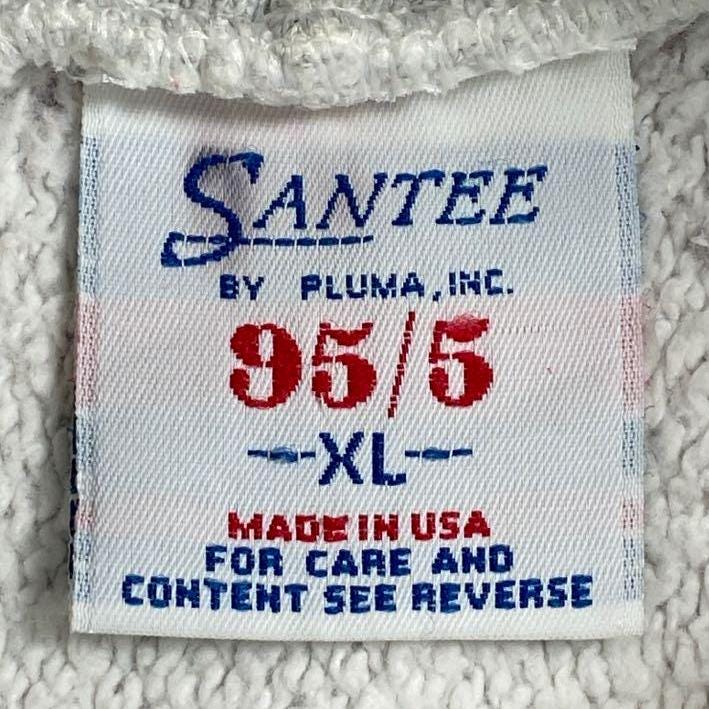 SANTEE
BY PLUMA, INC.
95/5
-XL-
MADE IN USA
FOR CARE AND
CONTENT SEE REVERSE